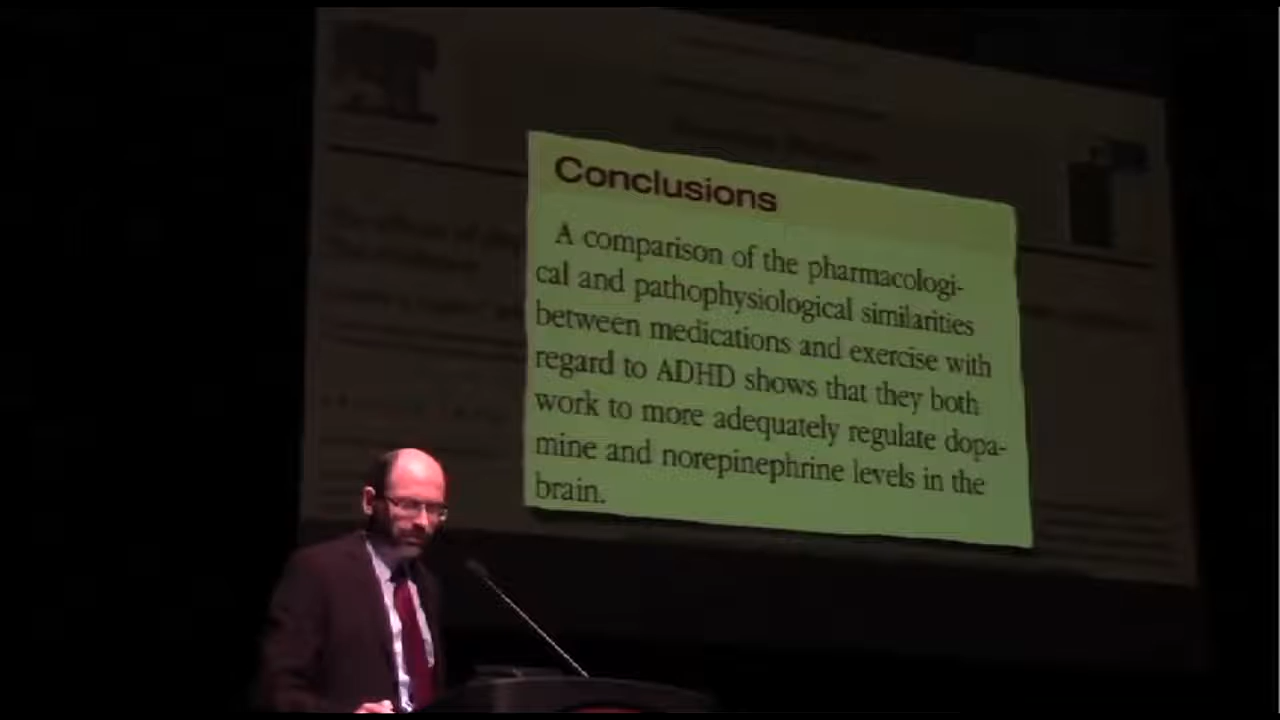 Conclusions
A comparison of the pharmacologi-
cal and pathophysiological similarities
between medications and exercise with
regard to ADHD shows that they both
work to more adequately regulate dopa-
mine and norepinephrine levels in the
brain.